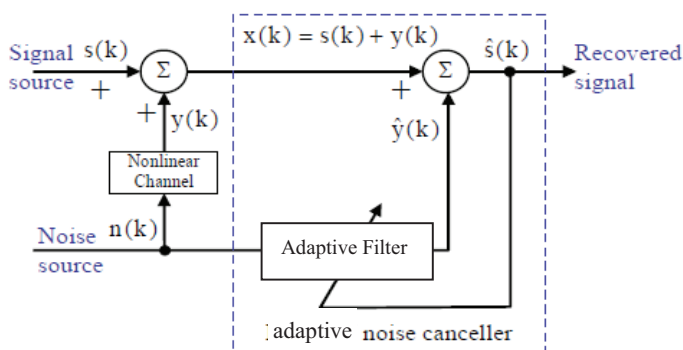 x(k) = s(k) + y(k)
Signal s(k)
source
+
Σ
+
y(k)
Nonlinear
Channel
Noise n(k)
source
+
Σ
ŷ(k)
ŝ(k)
Recovered
signal
Adaptive Filter
adaptive noise canceller